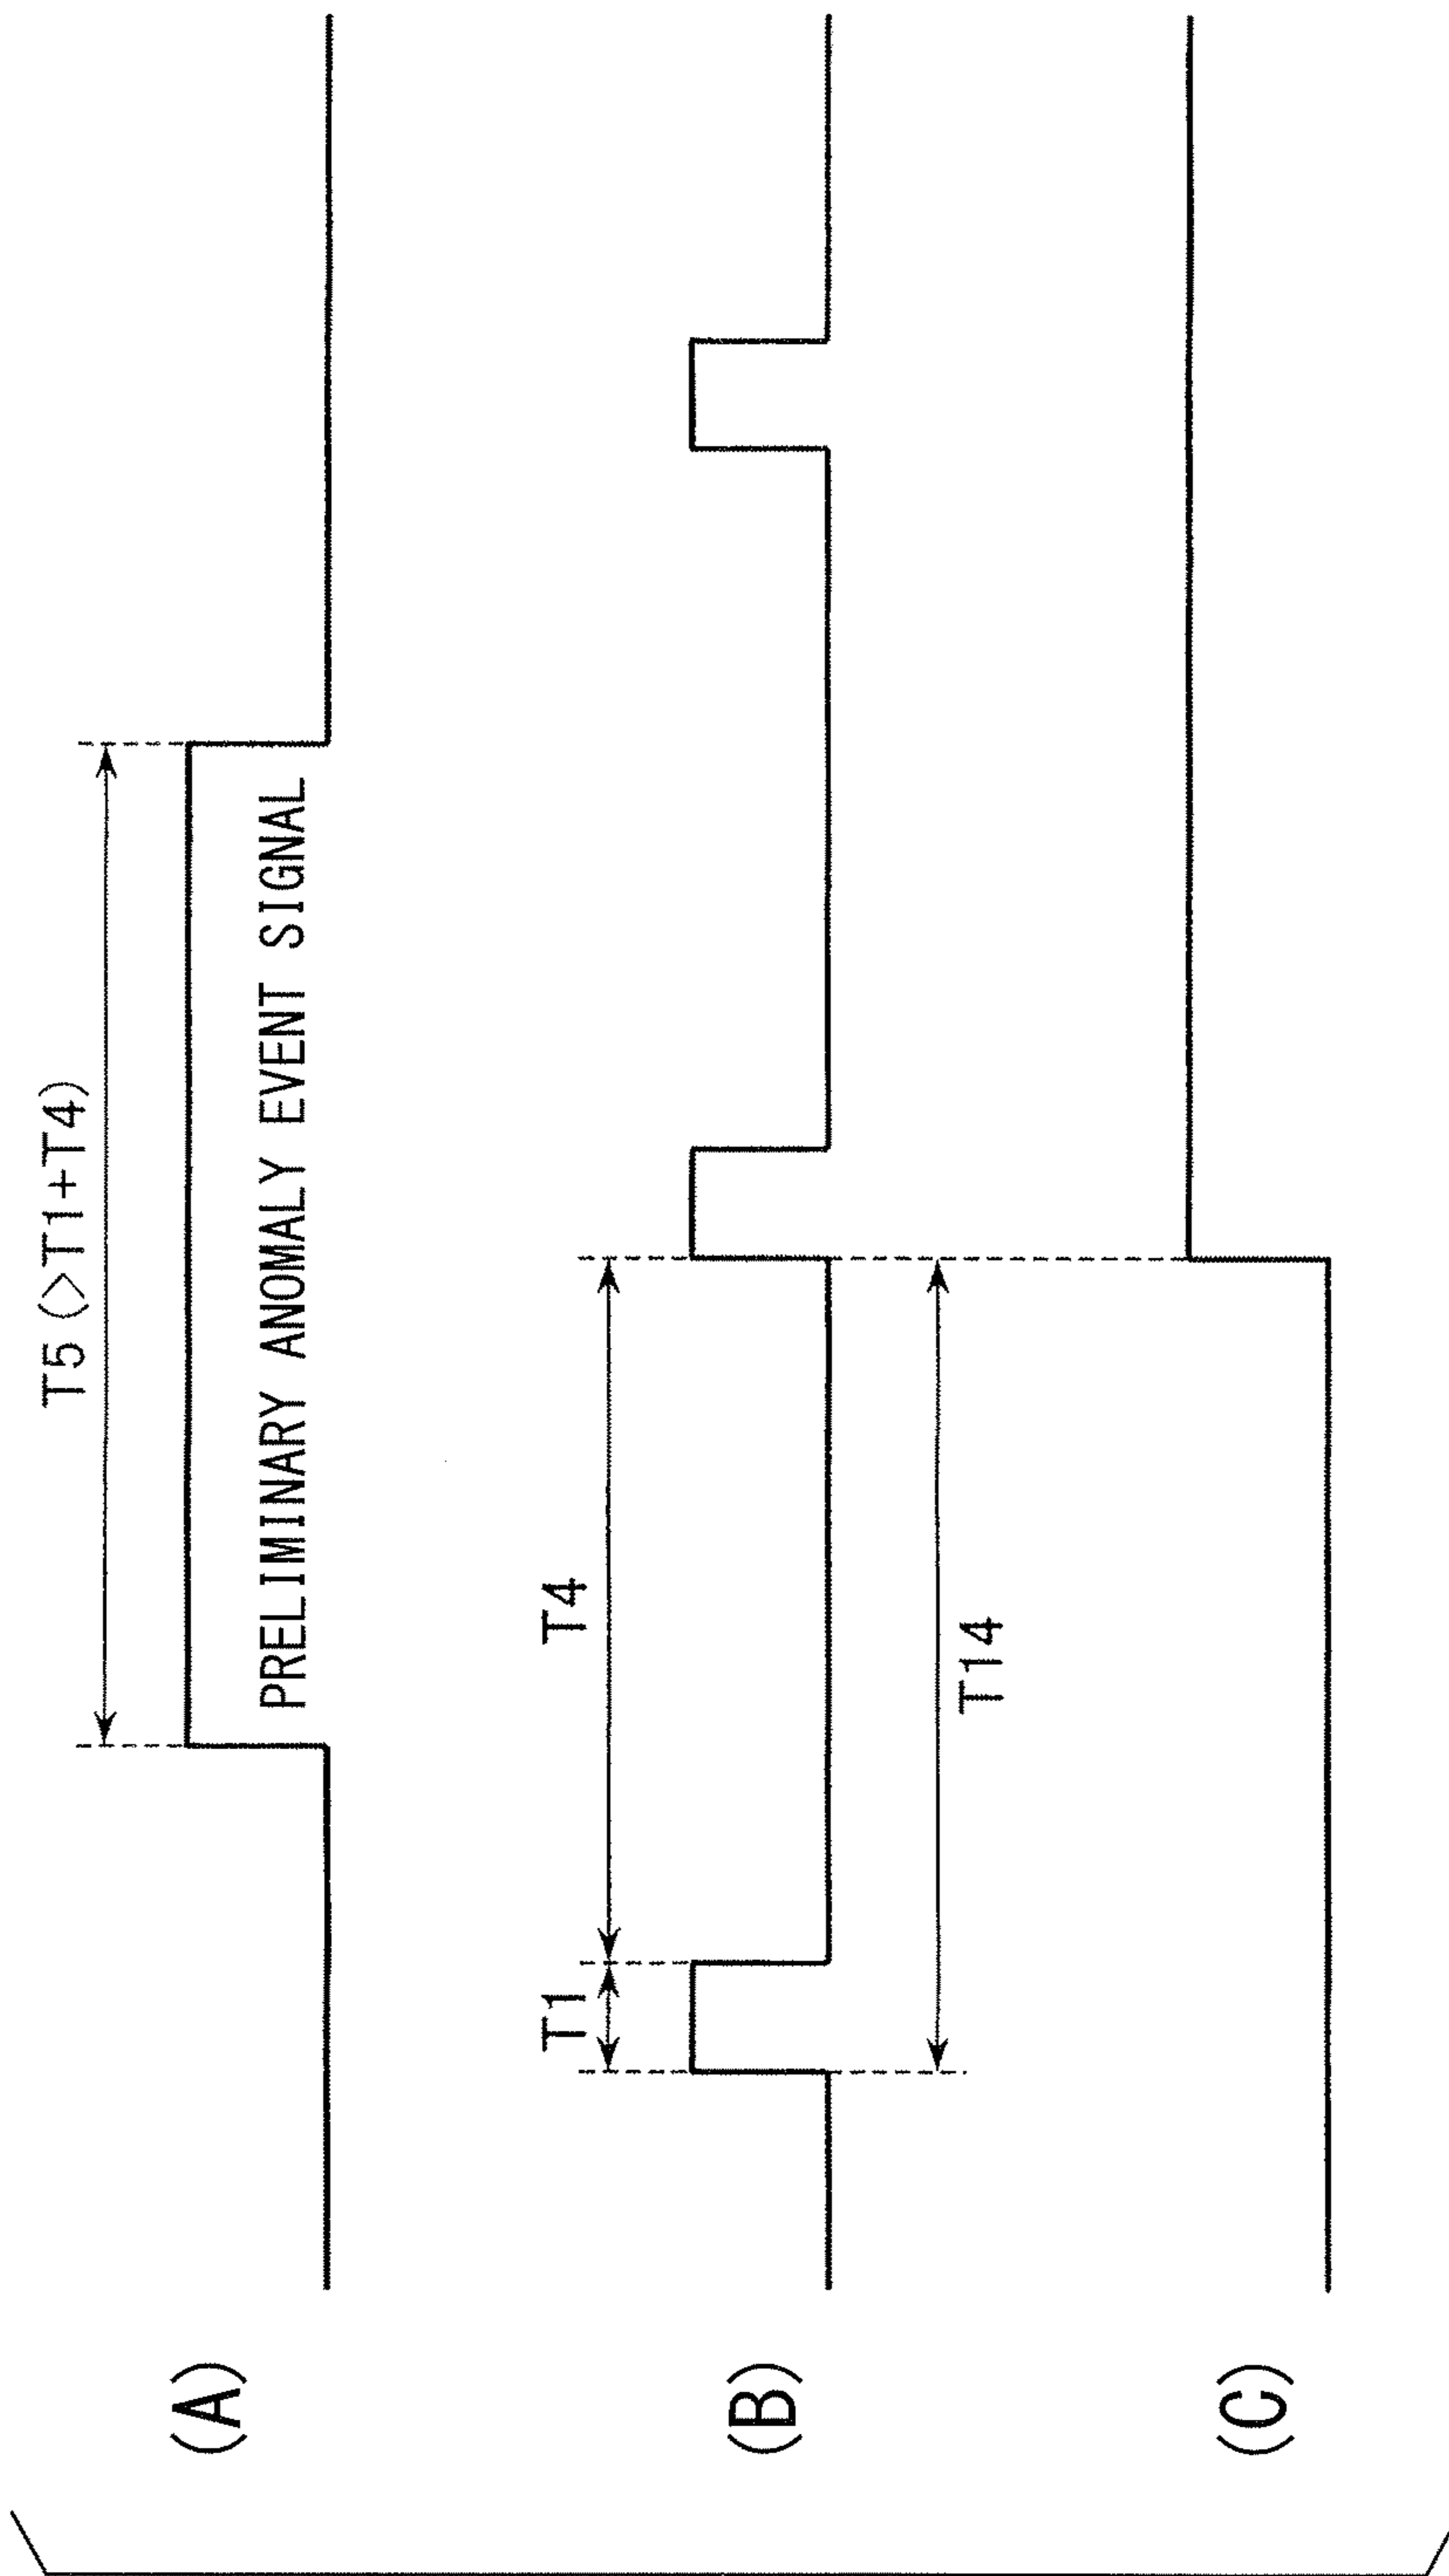 T5 (>T1+T4)
(A)
PRELIMINARY ANOMALY EVENT SIGNAL
T1
T4
(B)
T14
(C)